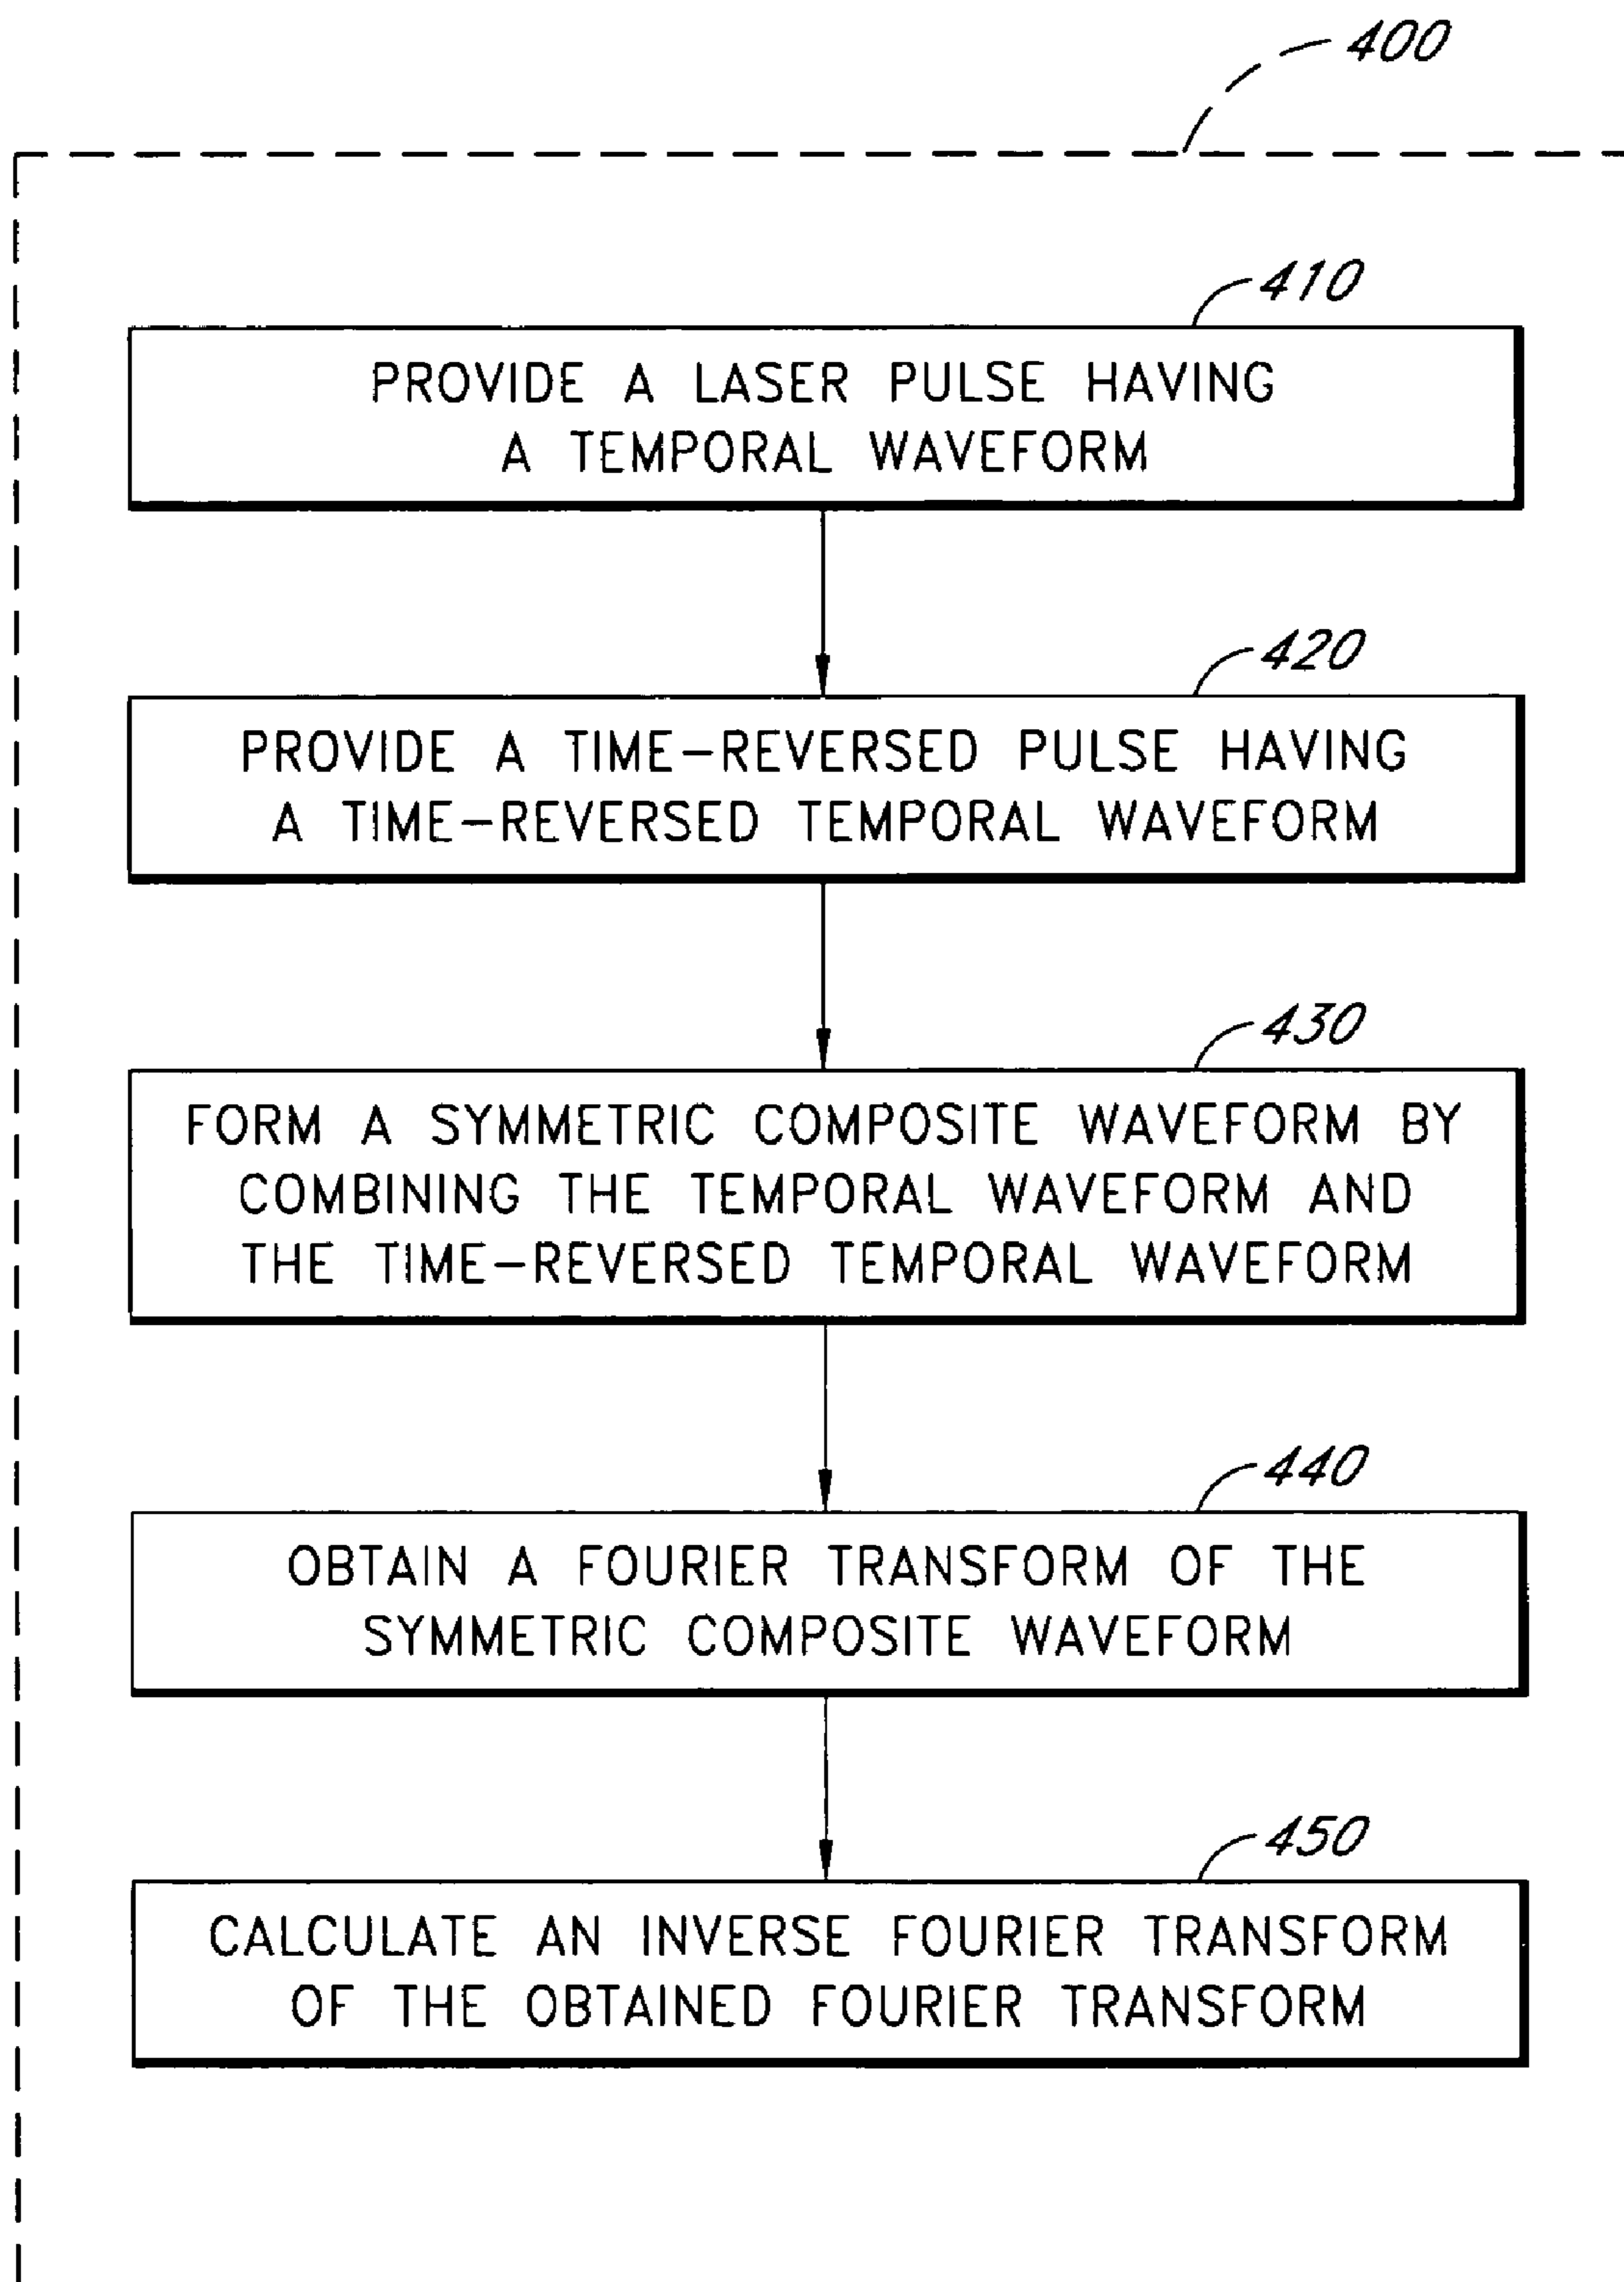 400
410
PROVIDE A LASER PULSE HAVING
A TEMPORAL WAVEFORM
420
PROVIDE A TIME-REVERSED PULSE HAVING
A TIME-REVERSED TEMPORAL WAVEFORM
430
FORM A SYMMETRIC COMPOSITE WAVEFORM BY
COMBINING THE TEMPORAL WAVEFORM AND
THE TIME-REVERSED TEMPORAL WAVEFORM
440
OBTAIN A FOURIER TRANSFORM OF THE
SYMMETRIC COMPOSITE WAVEFORM
450
CALCULATE AN INVERSE FOURIER TRANSFORM
OF THE OBTAINED FOURIER TRANSFORM